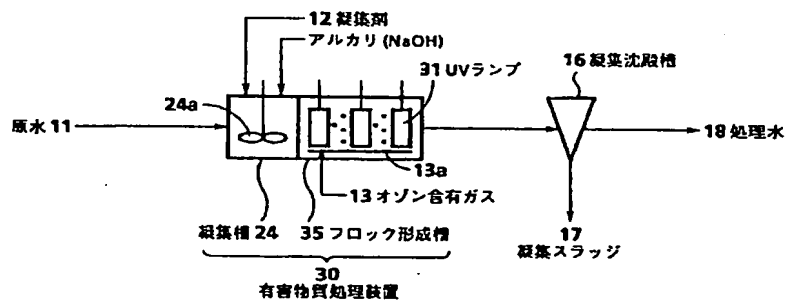 12 凝集剤
アルカリ (NaOH)
31 UVランプ
16 凝集沈殿槽
24a
原水 11
18 処理水
13a
13 オゾン含有ガス
凝集槽 24
35 フロック形成槽
17
凝集スラッジ
30
有害物質処理装置